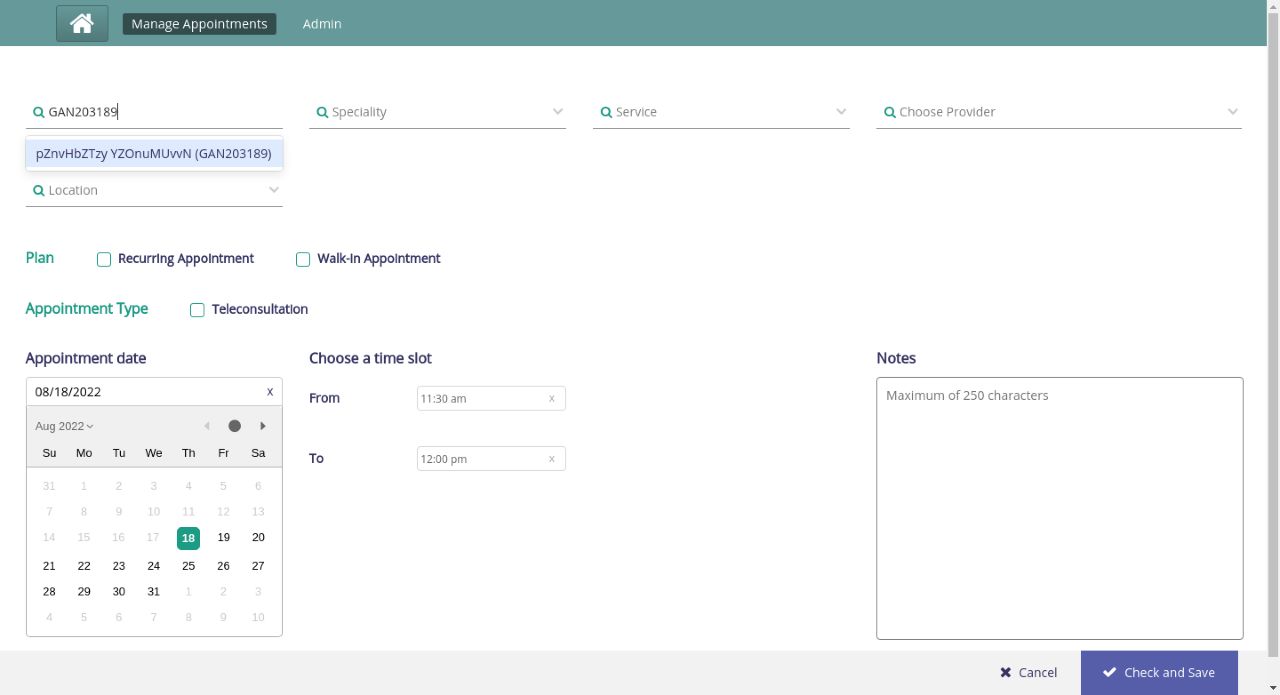 Manage Appointments
Admin
GAN203189
Speciality
Service
Choose Provider
pZnvHbZTzy YZOnuMUvvN (GAN203189)
Location
Plan
Recurring Appointment
Walk-in Appointment
Appointment Type
Teleconsultation
Appointment date
Choose a time slot
Notes
08/18/2022 x
From
11:30 am x
Maximum of 250 characters
Aug 2022
Su Mo Tu We Th Fr Sa
To
12:00 pm x
31 1 2 3 4 5 6
7 8 9 10 11 12 13
14 15 16 17 18 19 20
21 22 23 24 25 26 27
28 29 30 31 1 2 3
4 5 6 7 8 9 10
Cancel
Check and Save